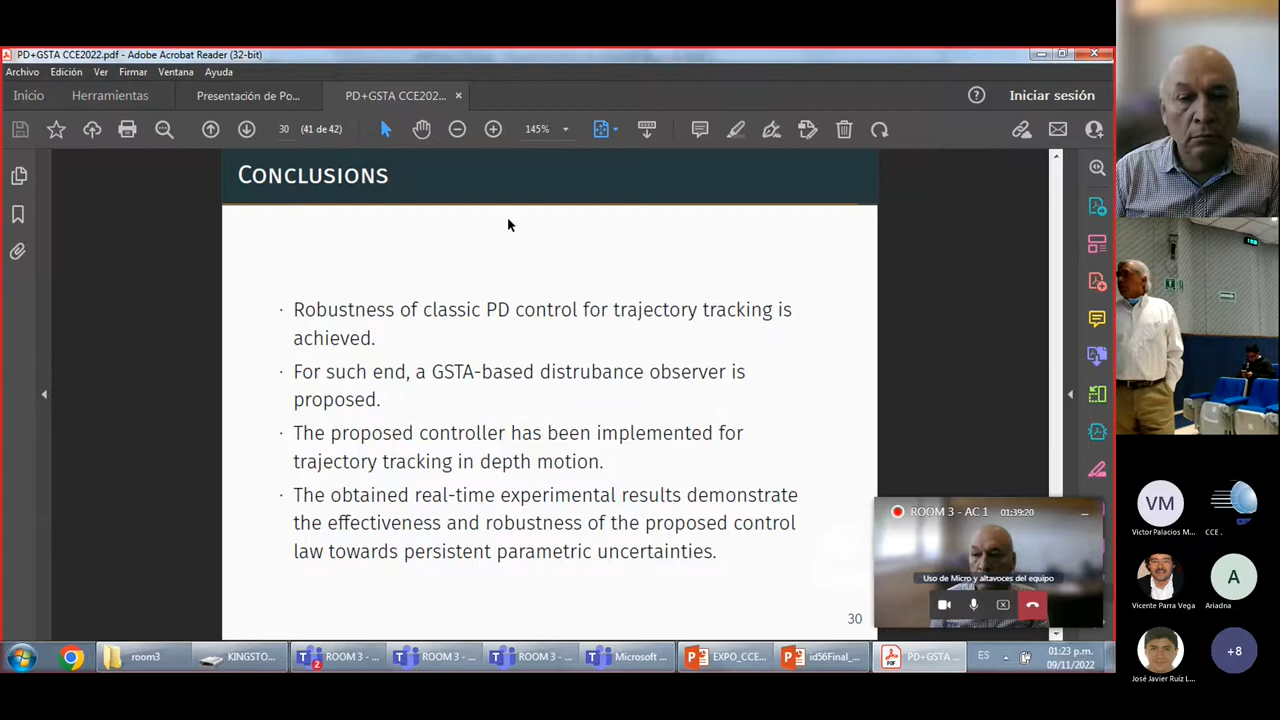 PD+GSTA CCE2022.pdf - Adobe Acrobat Reader (32-bit)
Archivo Edición Ver Firmar Ventana Ayuda
Inicio Herramientas Presentación de Po... PD+GSTA CCE202... × Iniciar sesión
30 (41 de 42) 145%
CONCLUSIONS
· Robustness of classic PD control for trajectory tracking is
achieved.
· For such end, a GSTA-based distrubance observer is
proposed.
· The proposed controller has been implemented for
trajectory tracking in depth motion.
· The obtained real-time experimental results demonstrate
the effectiveness and robustness of the proposed control
law towards persistent parametric uncertainties.
30
ROOM 3 - AC 1 01:39:20
Uso de Micro y altavoces del equipo
VM
Victor Palacios M...
CCE .
Vicente Parra Vega
A
Ariadna
José Javier Ruíz L...
+8
room3 KINGSTO... 2 ROOM 3 - ... ROOM 3 - ... ROOM 3 - ... Microsoft ... EXPO_CCE... id56Final_... PD+GSTA ... ES 01:23 p.m.
09/11/2022